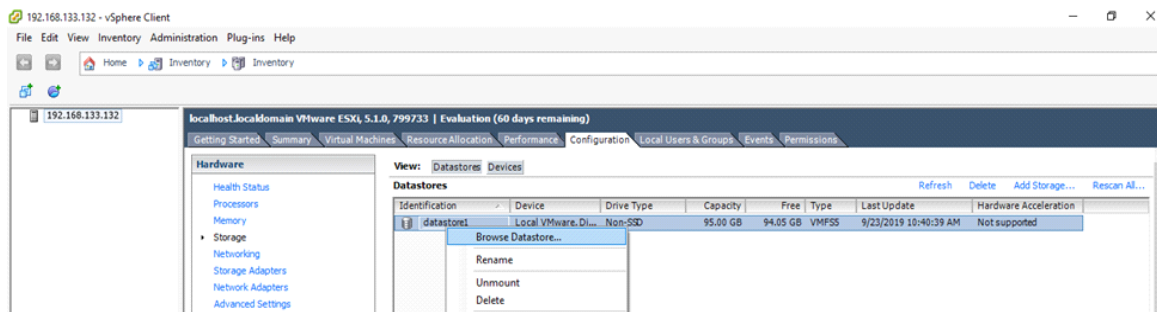 192.168.133.132 - vSphere Client
File Edit View Inventory Administration Plug-ins Help
Home Inventory Inventory
192.168.133.132
localhost.localdomain VMware ESXi, 5.1.0, 799733 | Evaluation (60 days remaining)
Getting Started Summary Virtual Machines Resource Allocation Performance Configuration Local Users & Groups Events Permissions
Hardware
Health Status
Processors
Memory
Storage
Networking
Storage Adapters
Network Adapters
Advanced Settings
View: Datastores Devices
Datastores Refresh Delete Add Storage... Rescan All...
Identification Device Drive Type Capacity Free Type Last Update Hardware Acceleration
datastore1 Local VMware.Di... Non-SSD 95.00 GB 94.05 GB VMFS5 9/23/2019 10:40:39 AM Not supported
Browse Datastore...
Rename
Unmount
Delete